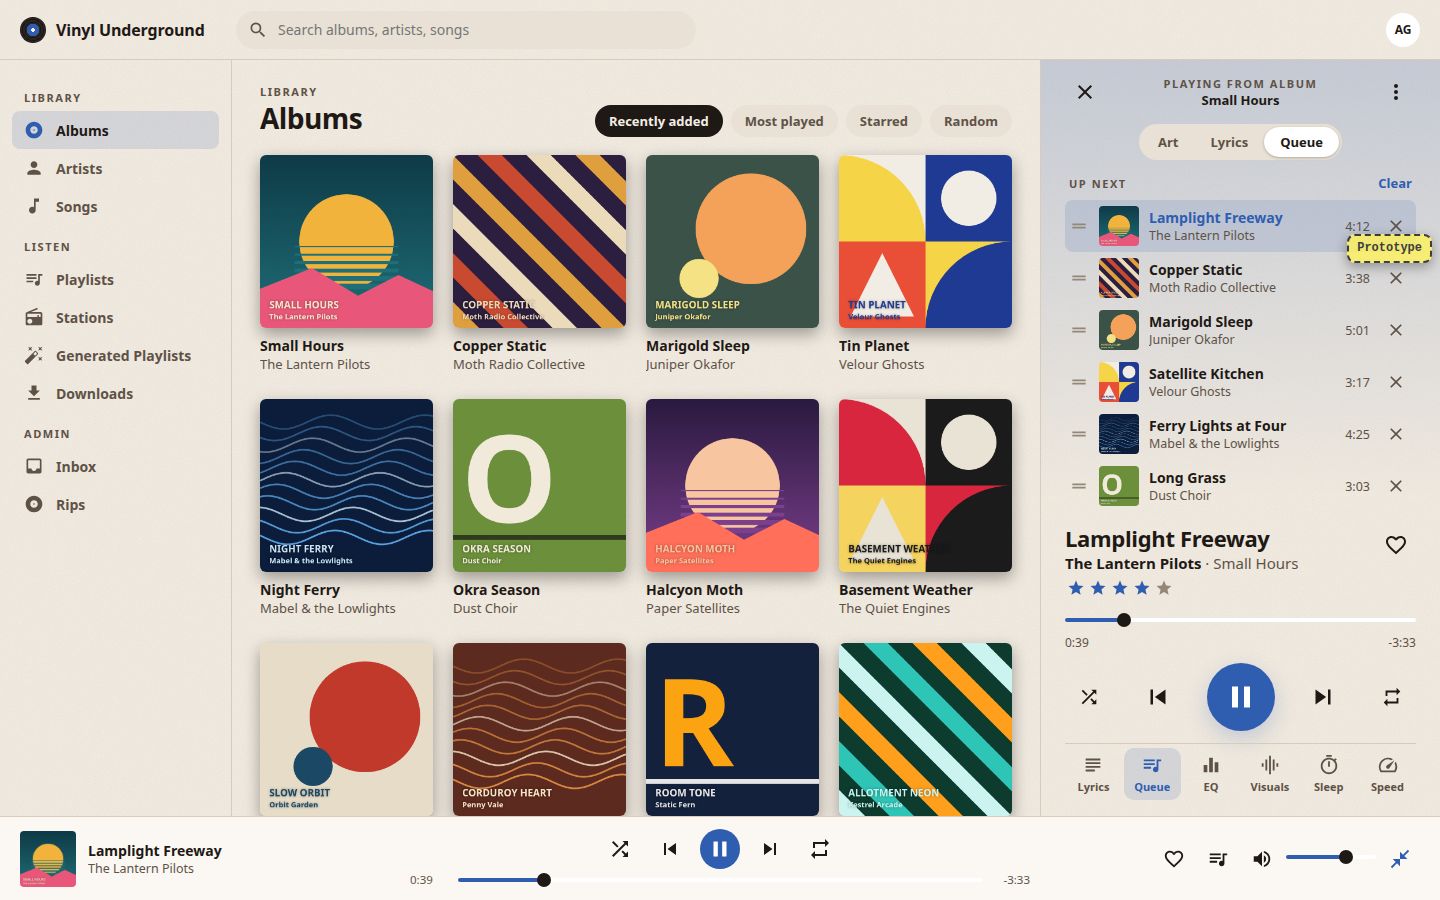 Vinyl Underground
Search albums, artists, songs
AG
LIBRARY
Albums
Artists
Songs
LISTEN
Playlists
Stations
Generated Playlists
Downloads
ADMIN
Inbox
Rips
LIBRARY
Albums
Recently added
Most played
Starred
Random
SMALL HOURS
The Lantern Pilots
Small Hours
The Lantern Pilots
COPPER STATIC
Moth Radio Collective
Copper Static
Moth Radio Collective
MARIGOLD SLEEP
Juniper Okafor
Marigold Sleep
Juniper Okafor
TIN PLANET
Velour Ghosts
Tin Planet
Velour Ghosts
NIGHT FERRY
Mabel & the Lowlights
Night Ferry
Mabel & the Lowlights
O
OKRA SEASON
Dust Choir
Okra Season
Dust Choir
HALCYON MOTH
Paper Satellites
Halcyon Moth
Paper Satellites
BASEMENT WEATHER
The Quiet Engines
Basement Weather
The Quiet Engines
SLOW ORBIT
Orbit Garden
CORDUROY HEART
Penny Vale
R
ROOM TONE
Static Fern
ALLOTMENT NEON
Kestrel Arcade
PLAYING FROM ALBUM
Small Hours
Art
Lyrics
Queue
UP NEXT
Clear
Lamplight Freeway
The Lantern Pilots
4:12
Prototype
Copper Static
Moth Radio Collective
3:38
Marigold Sleep
Juniper Okafor
5:01
Satellite Kitchen
Velour Ghosts
3:17
Ferry Lights at Four
Mabel & the Lowlights
4:25
Long Grass
Dust Choir
3:03
Lamplight Freeway
The Lantern Pilots · Small Hours
0:39
-3:33
Lyrics
Queue
EQ
Visuals
Sleep
Speed
Lamplight Freeway
The Lantern Pilots
0:39
-3:33